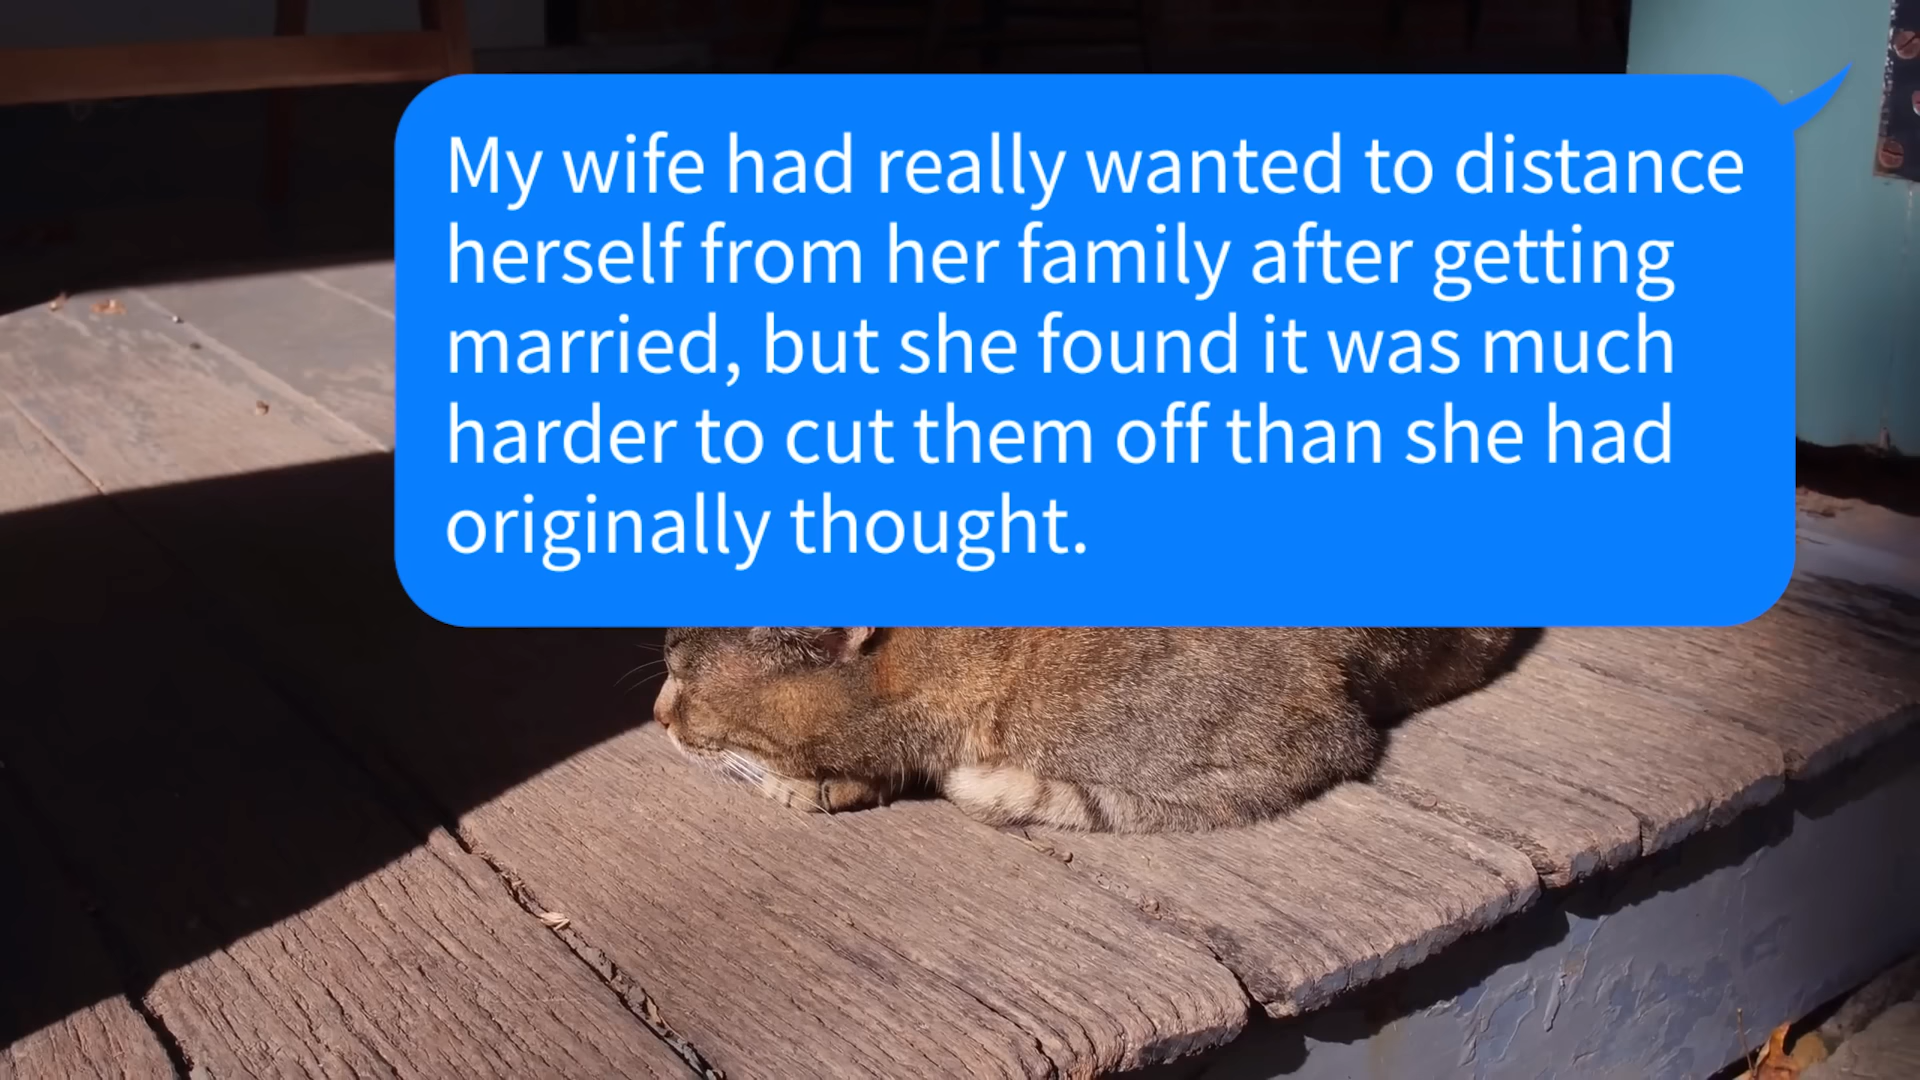 My wife had really wanted to distance
herself from her family after getting
married, but she found it was much
harder to cut them off than she had
originally thought.